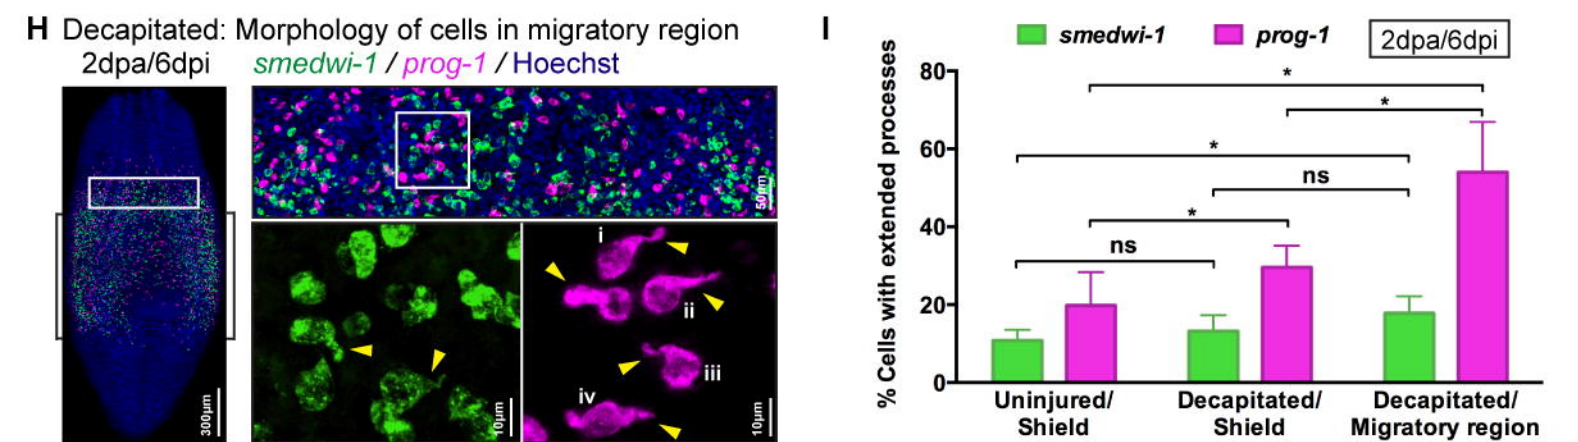 H Decapitated: Morphology of cells in migratory region
2dpa/6dpi smedwi-1 / prog-1 / Hoechst
300µm
50µm
10µm
i
ii
iii
iv
10µm
I
smedwi-1 prog-1 2dpa/6dpi
% Cells with extended processes
80
60
40
20
0
*
*
*
ns
*
ns
Uninjured/
Shield
Decapitated/
Shield
Decapitated/
Migratory region